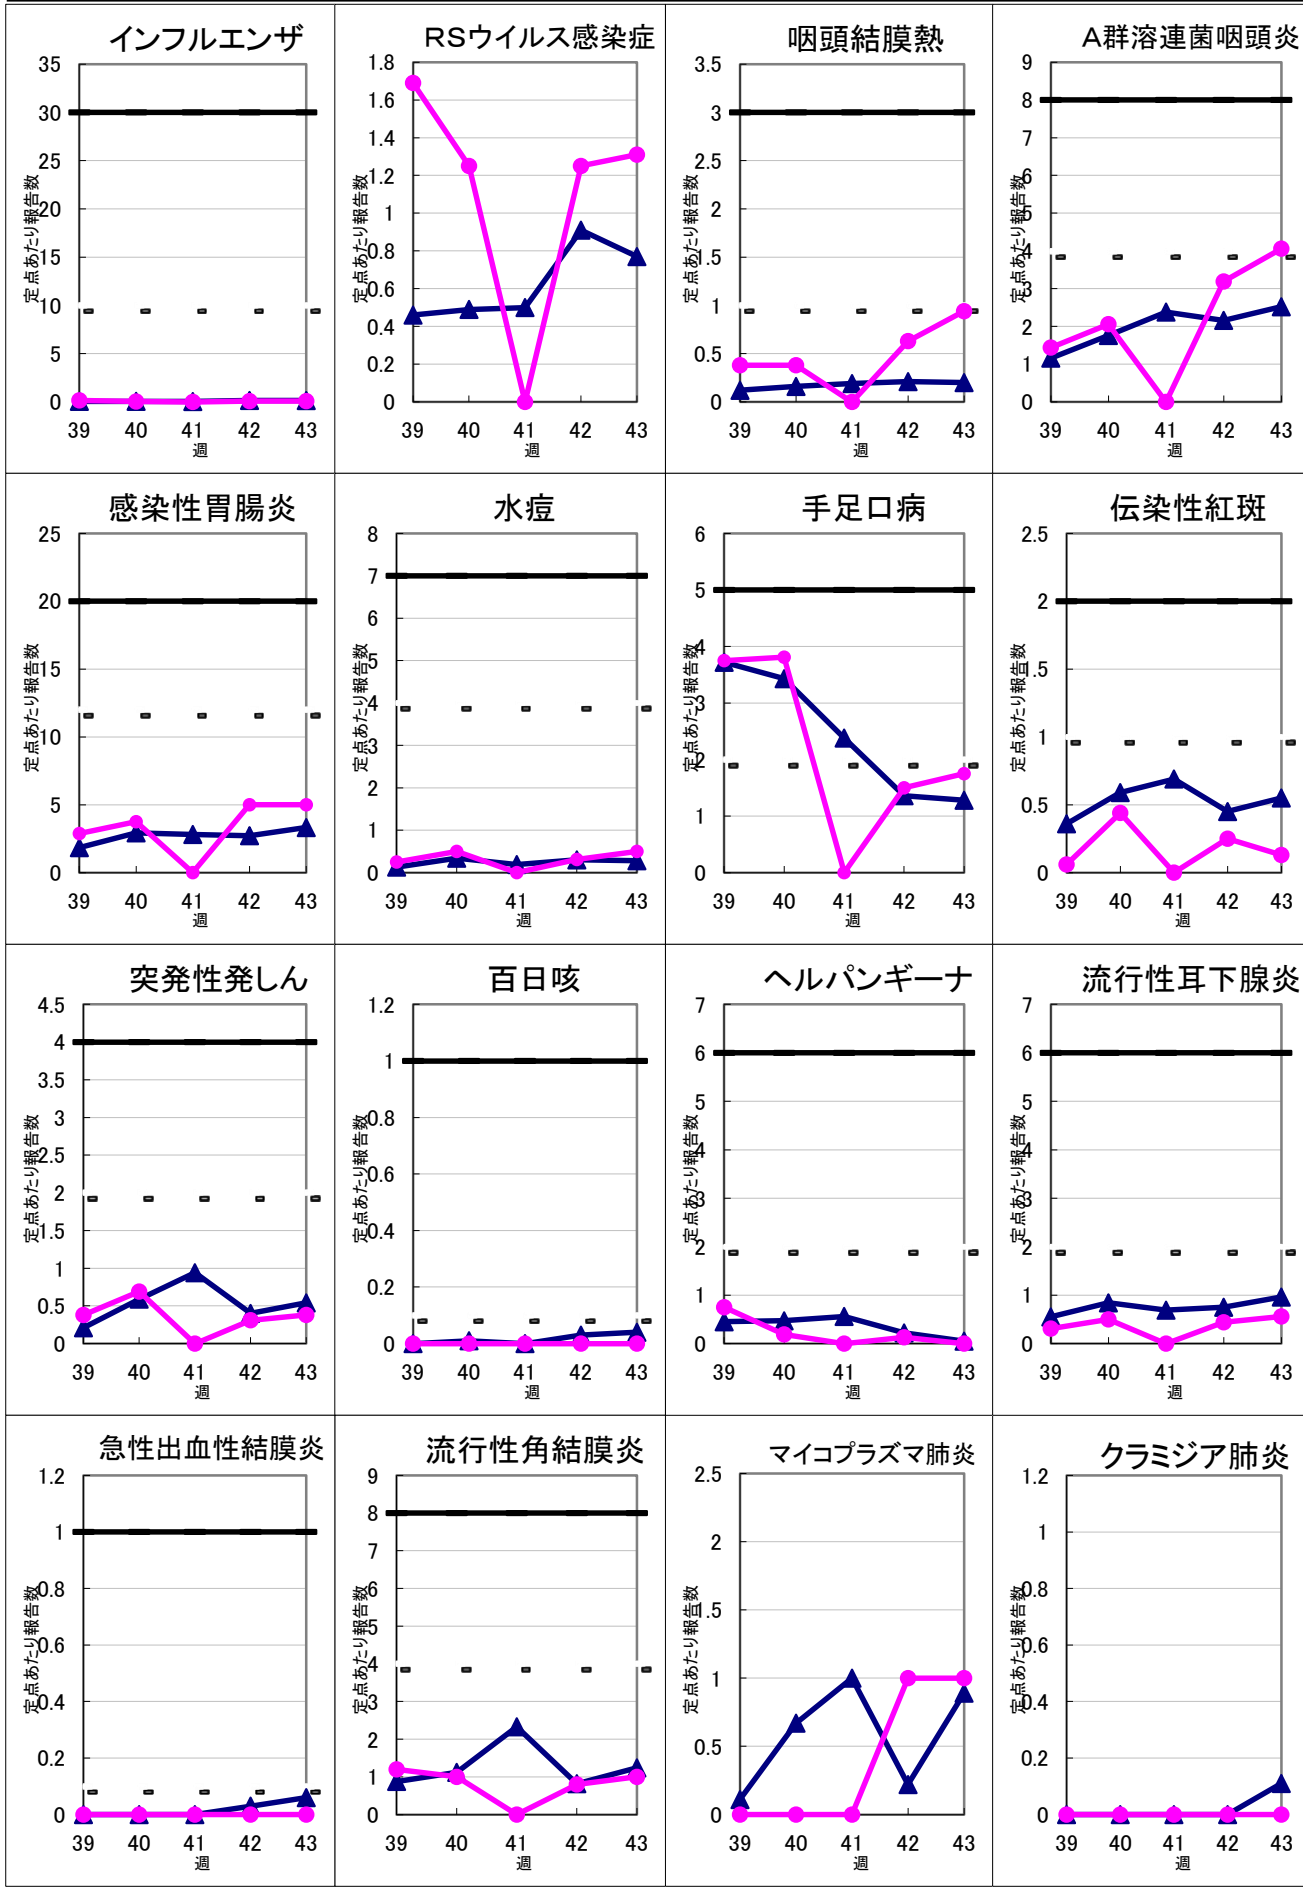 インフルエンザ
35
30
25
20
15
10
5
0
39 40 41 42 43
定点あたり報告数
週
RSウイルス感染症
1.8
1.6
1.4
1.2
1
0.8
0.6
0.4
0.2
0
39 40 41 42 43
定点あたり報告数
週
咽頭結膜熱
3.5
3
2.5
2
1.5
1
0.5
0
39 40 41 42 43
定点あたり報告数
週
A群溶連菌咽頭炎
9
8
7
6
5
4
3
2
1
0
39 40 41 42 43
定点あたり報告数
週
感染性胃腸炎
25
20
15
10
5
0
39 40 41 42 43
定点あたり報告数
週
水痘
8
7
6
5
4
3
2
1
0
39 40 41 42 43
定点あたり報告数
週
手足口病
6
5
4
3
2
1
0
39 40 41 42 43
定点あたり報告数
週
伝染性紅斑
2.5
2
1.5
1
0.5
0
39 40 41 42 43
定点あたり報告数
週
突発性発しん
4.5
4
3.5
3
2.5
2
1.5
1
0.5
0
39 40 41 42 43
定点あたり報告数
週
百日咳
1.2
1
0.8
0.6
0.4
0.2
0
39 40 41 42 43
定点あたり報告数
週
ヘルパンギーナ
7
6
5
4
3
2
1
0
39 40 41 42 43
定点あたり報告数
週
流行性耳下腺炎
7
6
5
4
3
2
1
0
39 40 41 42 43
定点あたり報告数
週
急性出血性結膜炎
1.2
1
0.8
0.6
0.4
0.2
0
39 40 41 42 43
定点あたり報告数
週
流行性角結膜炎
9
8
7
6
5
4
3
2
1
0
39 40 41 42 43
定点あたり報告数
週
マイコプラズマ肺炎
2.5
2
1.5
1
0.5
0
39 40 41 42 43
定点あたり報告数
週
クラミジア肺炎
1.2
1
0.8
0.6
0.4
0.2
0
39 40 41 42 43
定点あたり報告数
週